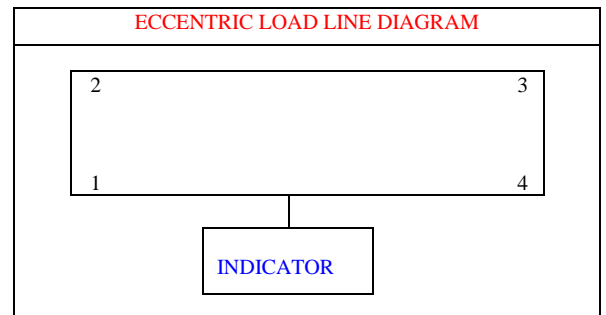 ECCENTRIC LOAD LINE DIAGRAM
2 3
1 4
INDICATOR